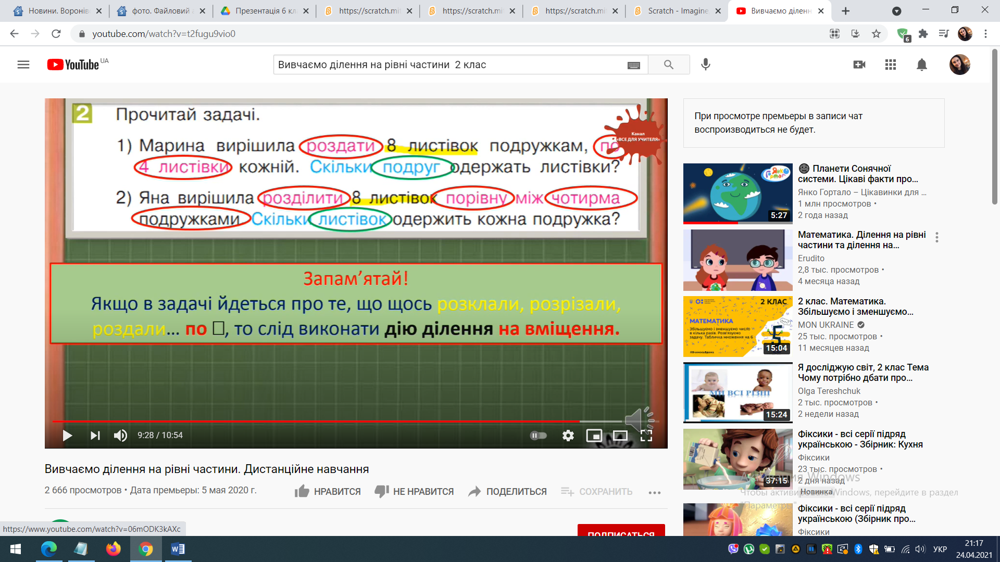 Новини. Воронів
фото. Файловий
Презентація 6 кл
https://scratch.mi
https://scratch.mi
https://scratch.mi
Scratch - Imagine
Вивчаємо ділен
youtube.com/watch?v=t2fugu9vio0
6
YouTube UA
Вивчаємо ділення на рівні частини 2 клас
2 Прочитай задачі.
1) Марина вирішила роздати 8 листівок подружкам, по
4 листівки кожній. Скільки подруг одержать листівки?
2) Яна вирішила розділити 8 листівок порівну між чотирма
подружками. Скільки листівок одержить кожна подружка?
Канал
«ВСЕ ДЛЯ УЧИТЕЛЯ»
Запам’ятай!
Якщо в задачі йдеться про те, що щось розклали, розрізали,
роздали... по □, то слід виконати дію ділення на вміщення.
9:28 / 10:54
Вивчаємо ділення на рівні частини. Дистанційне навчання
2 666 просмотров • Дата премьеры: 5 мая 2020 г.
НРАВИТСЯ
НЕ НРАВИТСЯ
ПОДЕЛИТЬСЯ
СОХРАНИТЬ
ПОДПИСАТЬСЯ
https://www.youtube.com/watch?v=06mODK3kAXc
При просмотре премьеры в записи чат
воспроизводиться не будет.
Янко Гортало
5:27
🌚 Планети Сонячної
системи. Цікаві факти про...
Янко Гортало – Цікавинки для ...
1 млн просмотров •
2 года назад
Математика. Ділення на рівні
частини та ділення на...
Erudito
2,8 тыс. просмотров •
4 месяца назад
2 КЛАС
МАТЕМАТИКА
Збільшуємо і зменшуємо число
в кілька разів. Розв'язуємо
задачу. Табличка множення на 6
#Вчимосьвдома
15:04
2 клас. Математика.
Збільшуємо і зменшуємо...
MON UKRAINE
25 тыс. просмотров •
11 месяцев назад
МИ ВСІ РІЗНІ
15:24
Я досліджую світ, 2 клас Тема
Чому потрібно дбати про...
Olga Tereshchuk
2 тыс. просмотров •
2 недели назад
37:15
Фіксики - всі серії підряд
українською - Збірник: Кухня
Фіксики
23 тыс. просмотров •
2 дня назад
Новинка
Фіксики - всі серії підряд
українською (Збірник про...
Фіксики
Активация Windows
Чтобы активировать Windows, перейдите в раздел
"Параметры"
УКР
21:17
24.04.2021